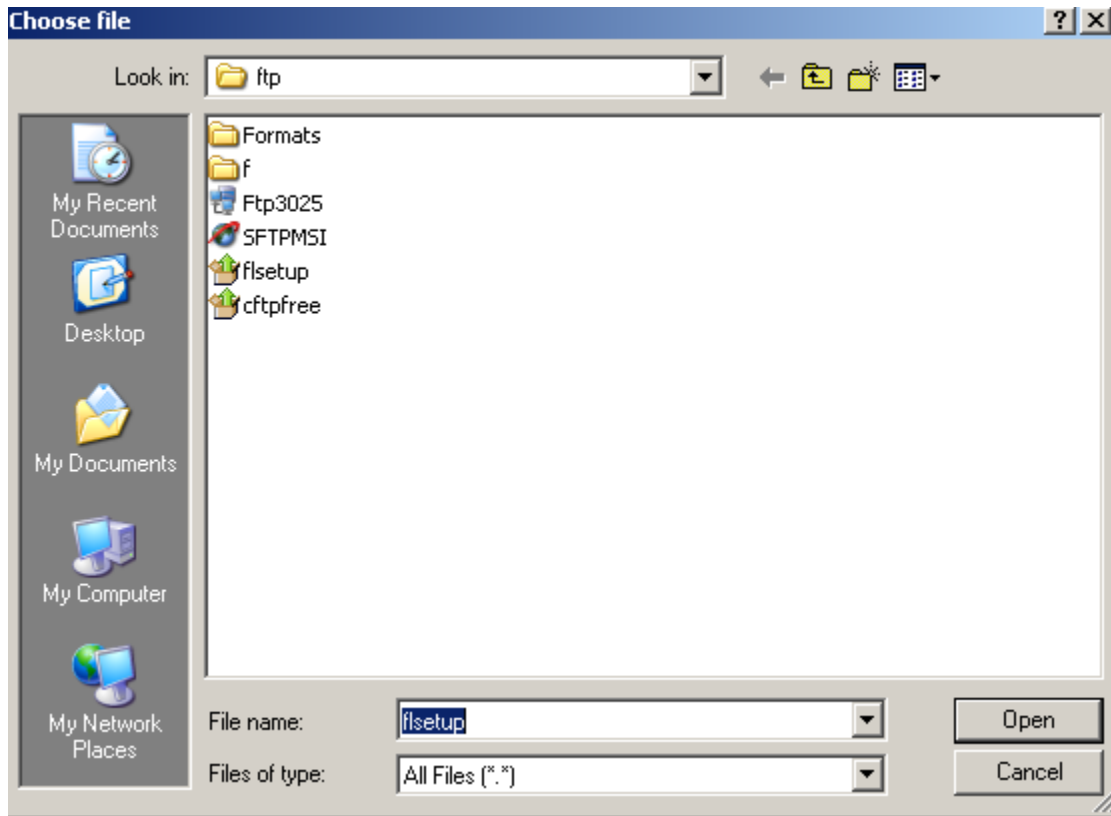 Choose file
Look in: ftp
My Recent
Documents
Desktop
My Documents
My Computer
My Network
Places
Formats
f
Ftp3025
SFTPMSI
flsetup
cftpfree
File name: flsetup
Open
Files of type: All Files (*.*)
Cancel